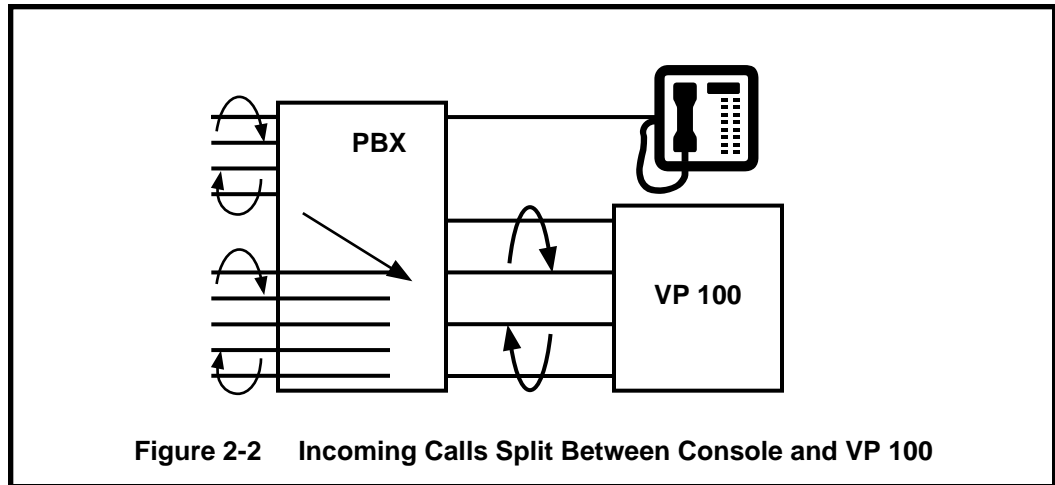 PBX
VP 100
Figure 2-2 Incoming Calls Split Between Console and VP 100